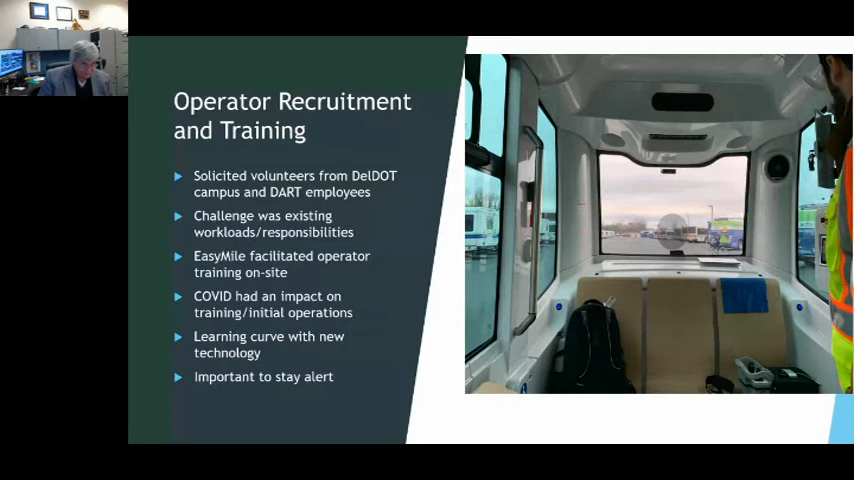 Operator Recruitment
and Training
Solicited volunteers from DelDOT
campus and DART employees
Challenge was existing
workloads/responsibilities
EasyMile facilitated operator
training on-site
COVID had an impact on
training/initial operations
Learning curve with new
technology
Important to stay alert